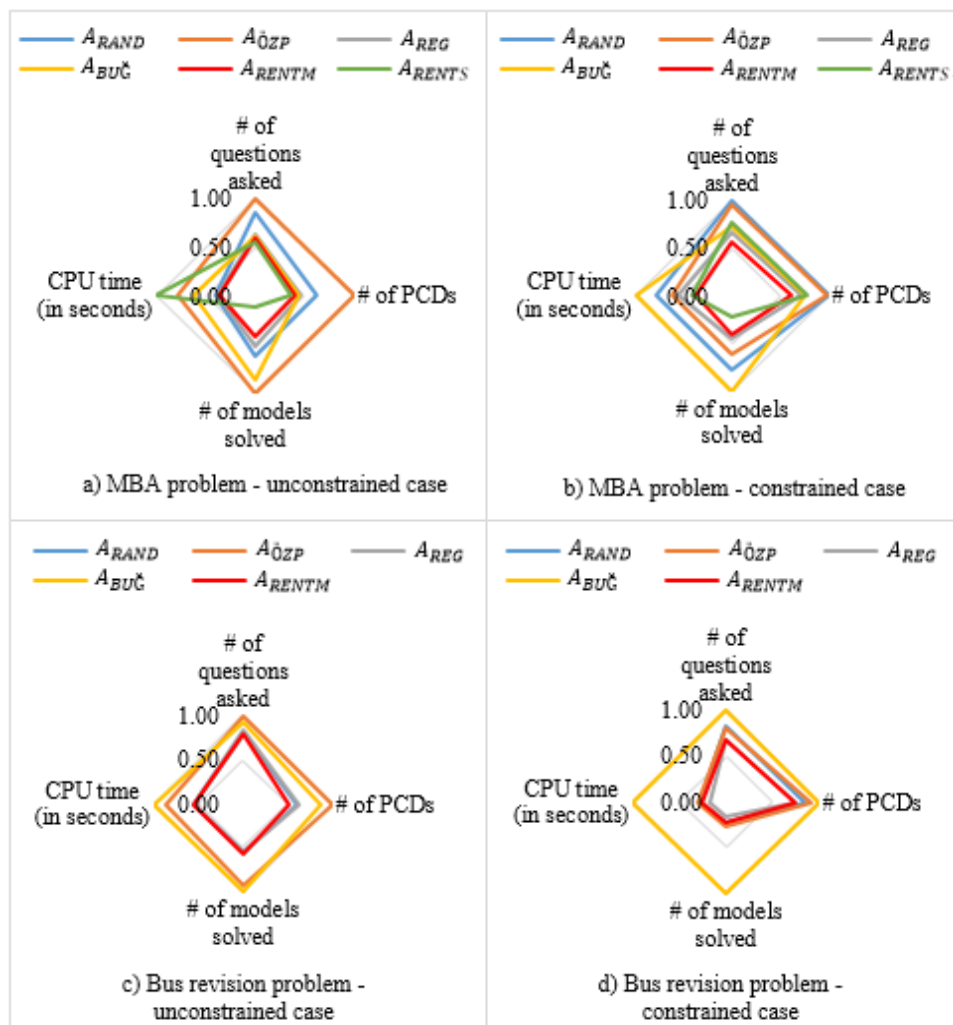 A_RAND A_ÖZP A_REG
A_BUĞ A_RENTM A_RENTS
# of
questions
asked
1.00
0.50
0.00
CPU time
(in seconds)
# of PCDs
# of models
solved
a) MBA problem - unconstrained case
A_RAND A_ÖZP A_REG
A_BUĞ A_RENTM A_RENTS
# of
questions
asked
1.00
0.50
0.00
CPU time
(in seconds)
# of PCDs
# of models
solved
b) MBA problem - constrained case
A_RAND A_ÖZP A_REG
A_BUĞ A_RENTM
# of
questions
asked
1.00
0.50
0.00
CPU time
(in seconds)
# of PCDs
# of models
solved
c) Bus revision problem -
unconstrained case
A_RAND A_ÖZP A_REG
A_BUĞ A_RENTM
# of
questions
asked
1.00
0.50
0.00
CPU time
(in seconds)
# of PCDs
# of models
solved
d) Bus revision problem -
constrained case